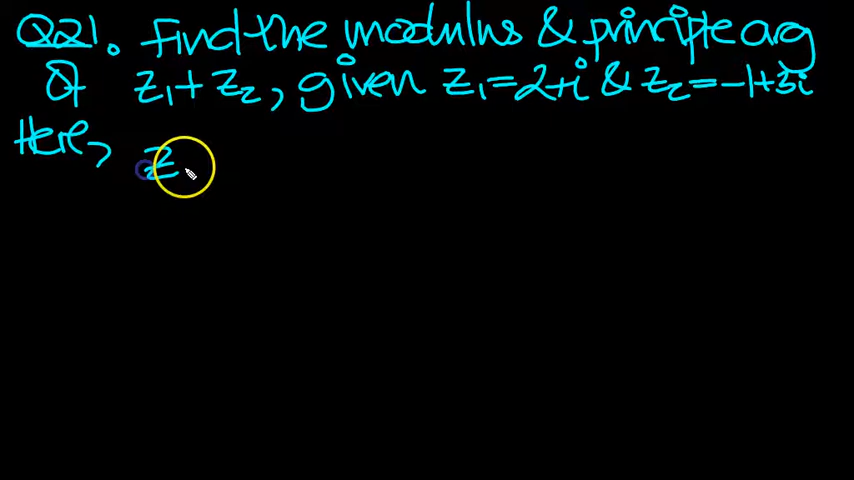 Q21. Find the modulus & principle arg
of z₁+z₂, given z₁=2+i & z₂=-1+3i
Here, z